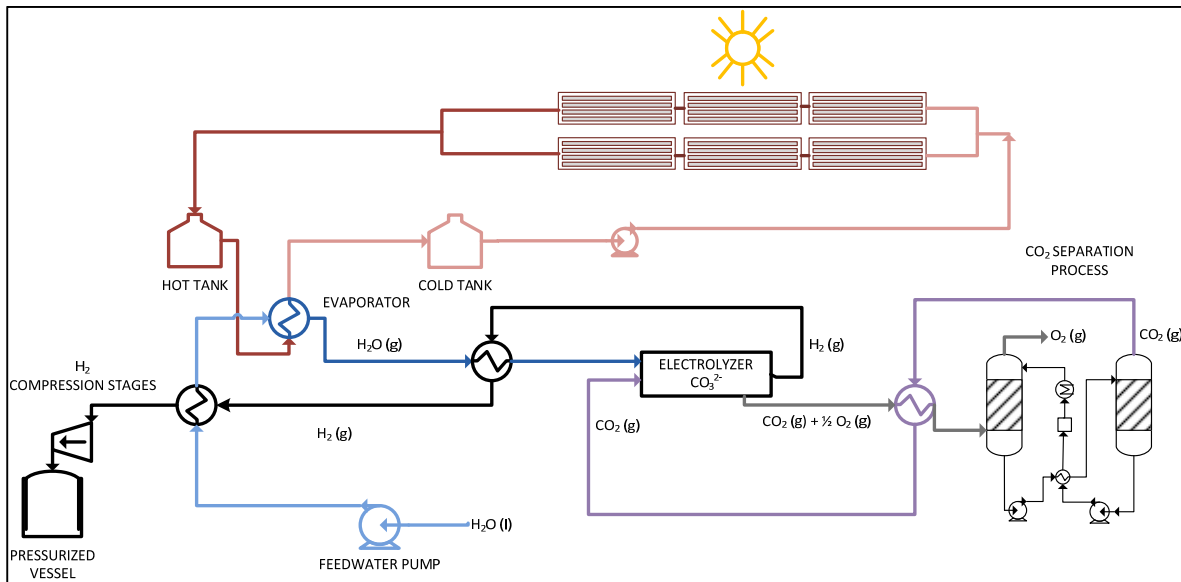 CO₂ SEPARATION
PROCESS
HOT TANK
COLD TANK
EVAPORATOR
O₂ (g)
CO₂ (g)
H₂O (g)
H₂ (g)
ELECTROLYZER
CO₃²⁻
H₂
COMPRESSION STAGES
CO₂ (g)
CO₂ (g) + ½ O₂ (g)
H₂ (g)
H₂O (l)
PRESSURIZED
VESSEL
FEEDWATER PUMP